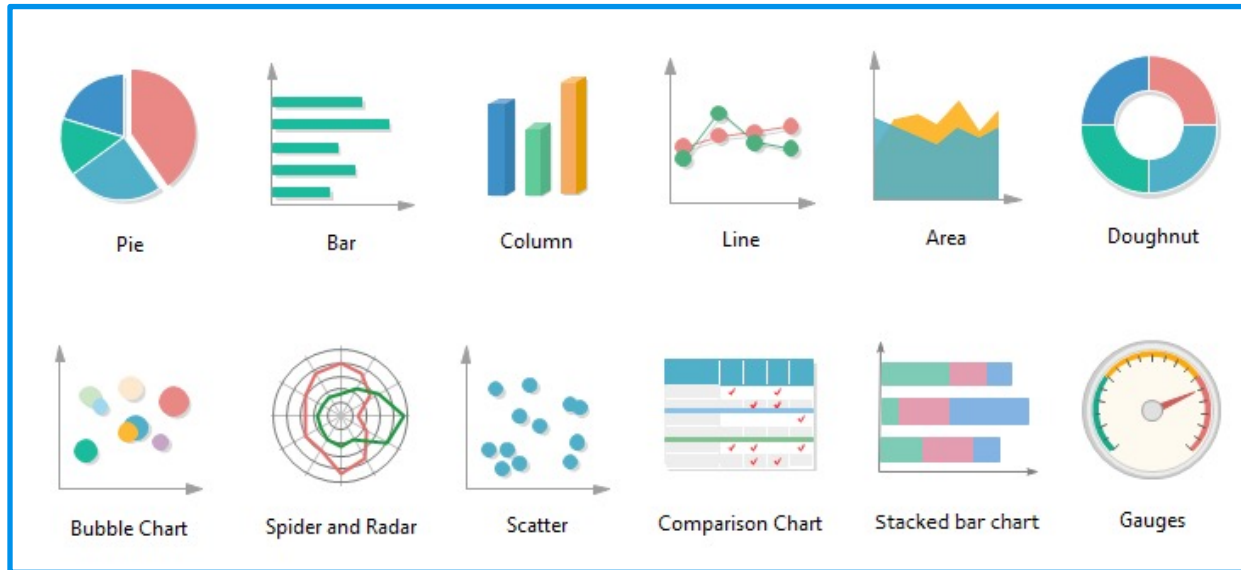 Pie
Bar
Column
Line
Area
Doughnut
Bubble Chart
Spider and Radar
Scatter
Comparison Chart
Stacked bar chart
Gauges